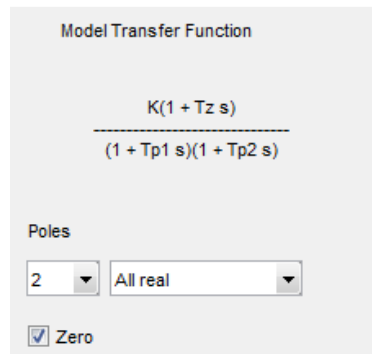 Model Transfer Function
K(1 + Tz s)
(1 + Tp1 s)(1 + Tp2 s)
Poles
2 All real
Zero